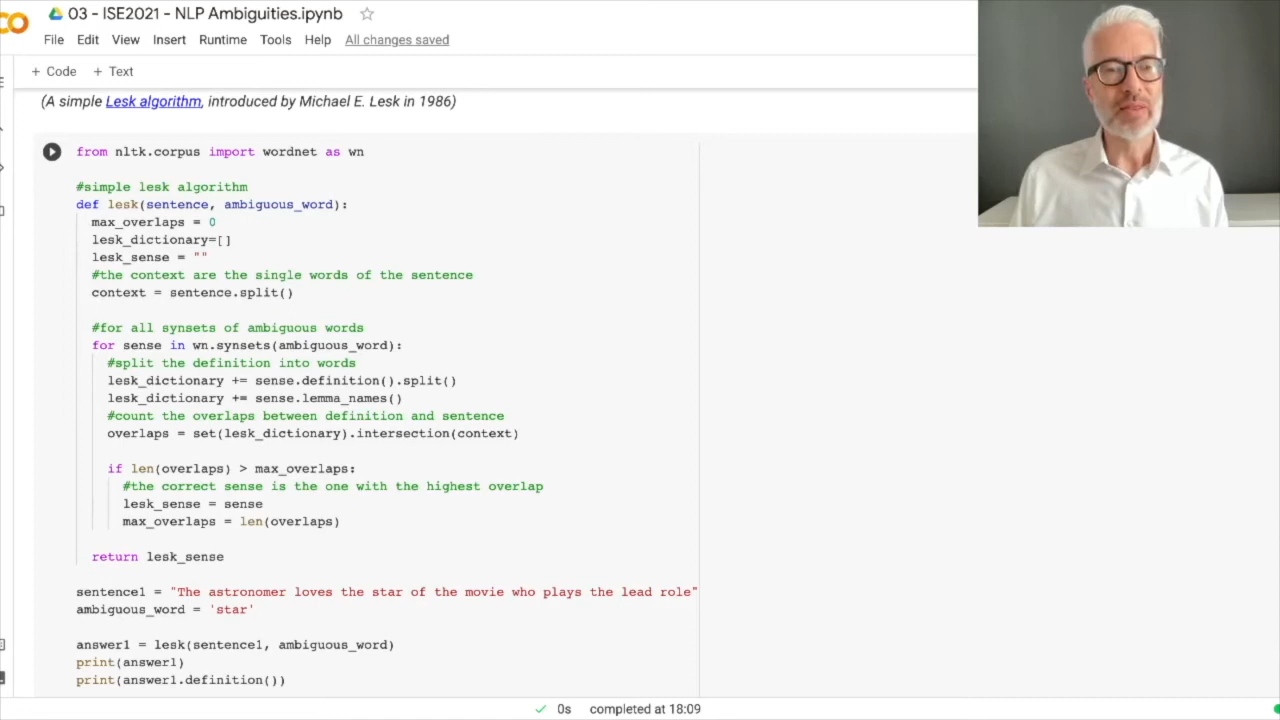 03 - ISE2021 - NLP Ambiguities.ipynb
File Edit View Insert Runtime Tools Help All changes saved
+ Code + Text
(A simple Lesk algorithm, introduced by Michael E. Lesk in 1986)
from nltk.corpus import wordnet as wn
#simple lesk algorithm
def lesk(sentence, ambiguous_word):
max_overlaps = 0
lesk_dictionary=[]
lesk_sense = ""
#the context are the single words of the sentence
context = sentence.split()
#for all synsets of ambiguous words
for sense in wn.synsets(ambiguous_word):
#split the definition into words
lesk_dictionary += sense.definition().split()
lesk_dictionary += sense.lemma_names()
#count the overlaps between definition and sentence
overlaps = set(lesk_dictionary).intersection(context)
if len(overlaps) > max_overlaps:
#the correct sense is the one with the highest overlap
lesk_sense = sense
max_overlaps = len(overlaps)
return lesk_sense
sentence1 = "The astronomer loves the star of the movie who plays the lead role"
ambiguous_word = 'star'
answer1 = lesk(sentence1, ambiguous_word)
print(answer1)
print(answer1.definition())
0s completed at 18:09